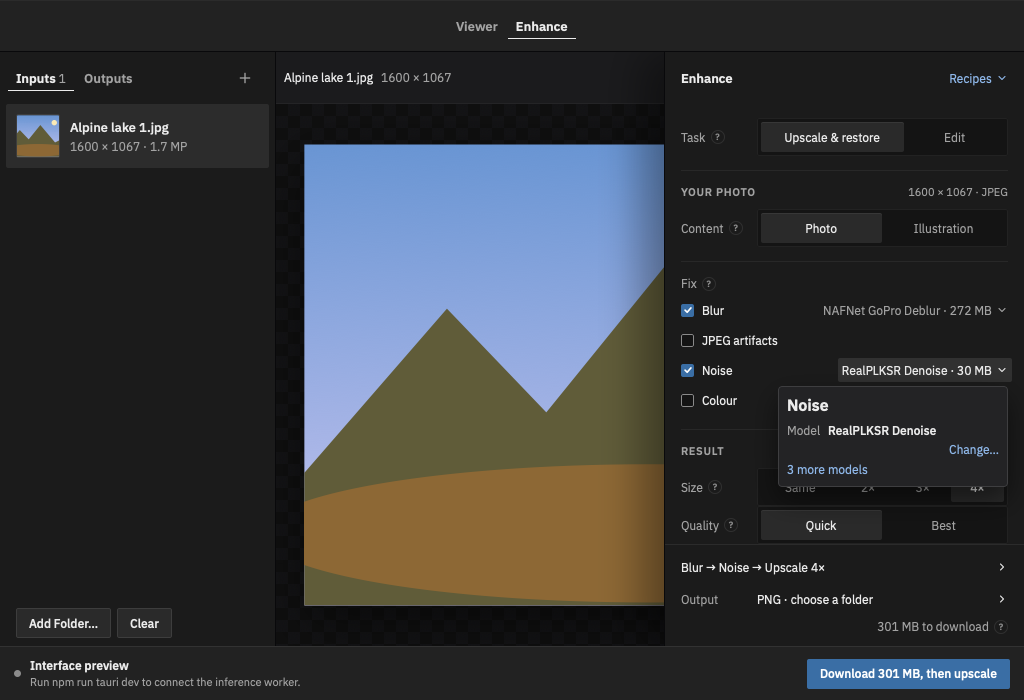 Viewer Enhance
Inputs 1 Outputs +
Alpine lake 1.jpg
1600 × 1067 · 1.7 MP
Add Folder... Clear
Alpine lake 1.jpg 1600 × 1067
Enhance Recipes
Task ? Upscale & restore Edit
YOUR PHOTO 1600 × 1067 · JPEG
Content ? Photo Illustration
Fix ?
Blur NAFNet GoPro Deblur · 272 MB
JPEG artifacts
Noise RealPLKSR Denoise · 30 MB
Colour
Noise
Model RealPLKSR Denoise
Change...
3 more models
RESULT
Size ? Same 2× 3× 4×
Quality ? Quick Best
Blur → Noise → Upscale 4×
Output PNG · choose a folder
301 MB to download ?
Interface preview
Run npm run tauri dev to connect the inference worker.
Download 301 MB, then upscale